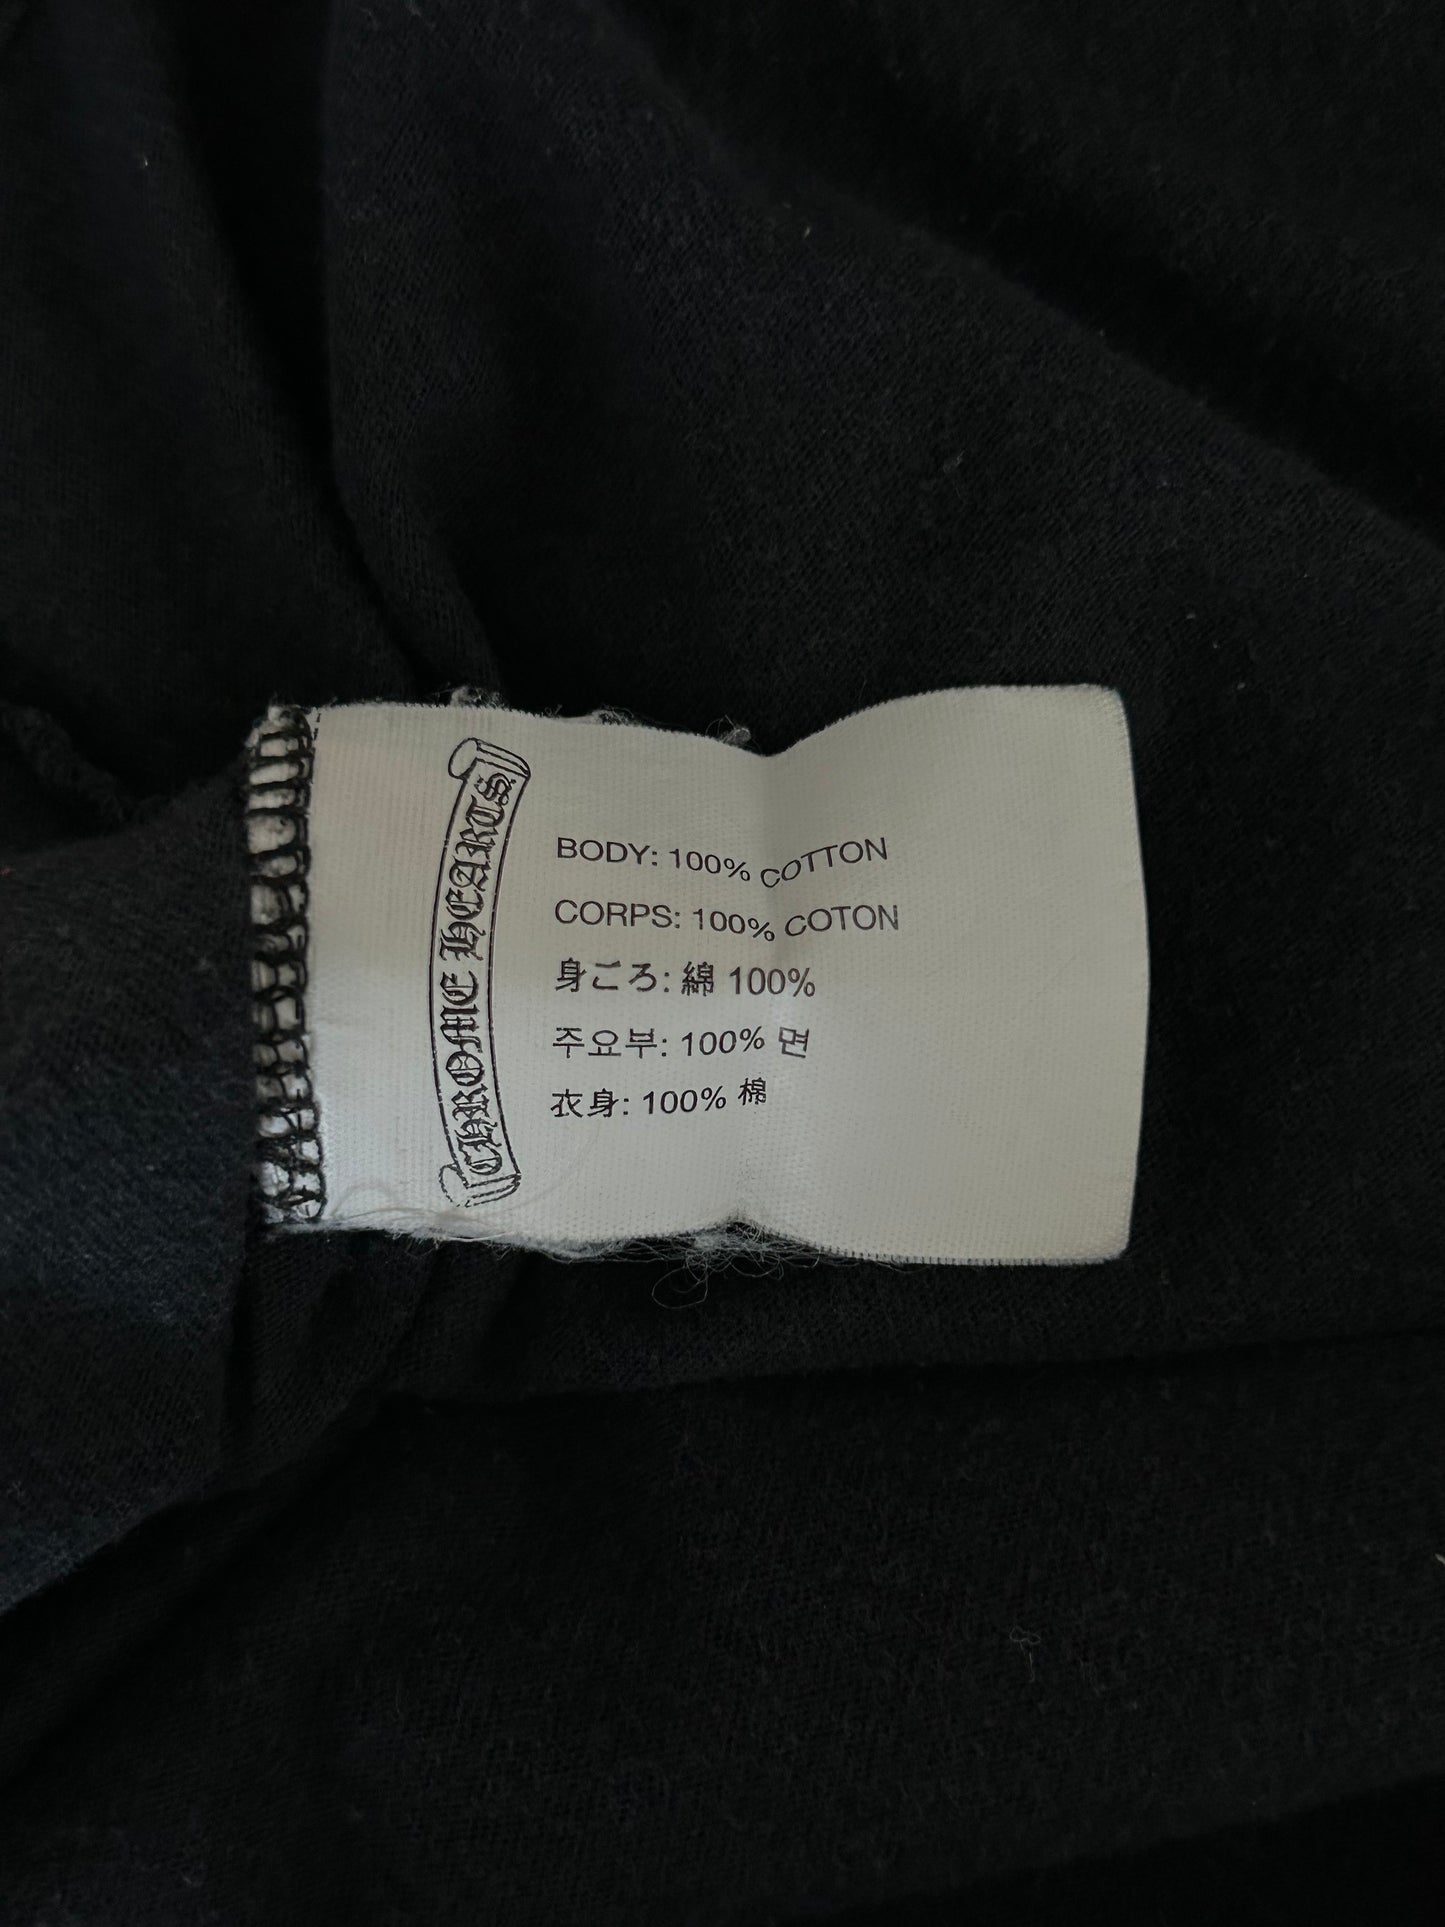 CHROME HEARTS
BODY: 100% COTTON
CORPS: 100% COTON
身ごろ: 綿 100%
주요부: 100% 면
衣身: 100% 棉